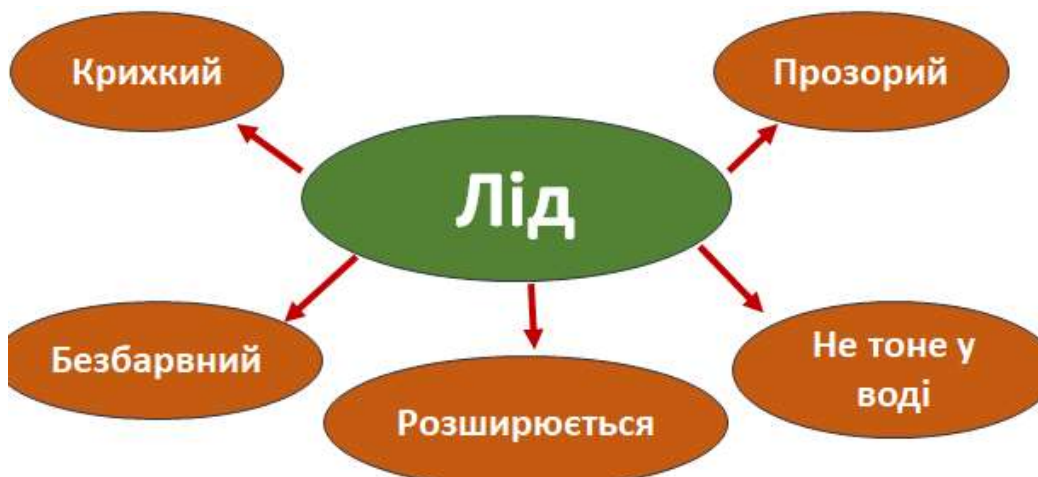 Крихкий
Прозорий
Лід
Безбарвний
Розширюється
Не тоне у
воді